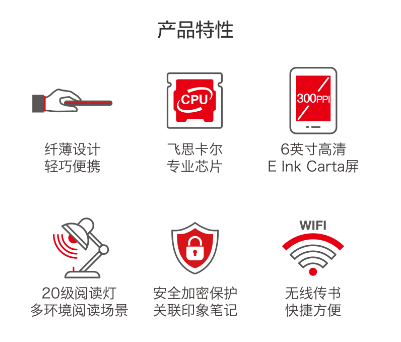 产品特性
CPU
300PPI
纤薄设计
轻巧便携
飞思卡尔
专业芯片
6英寸高清
E Ink Carta屏
WIFI
20级阅读灯
多环境阅读场景
安全加密保护
关联印象笔记
无线传书
快捷方便